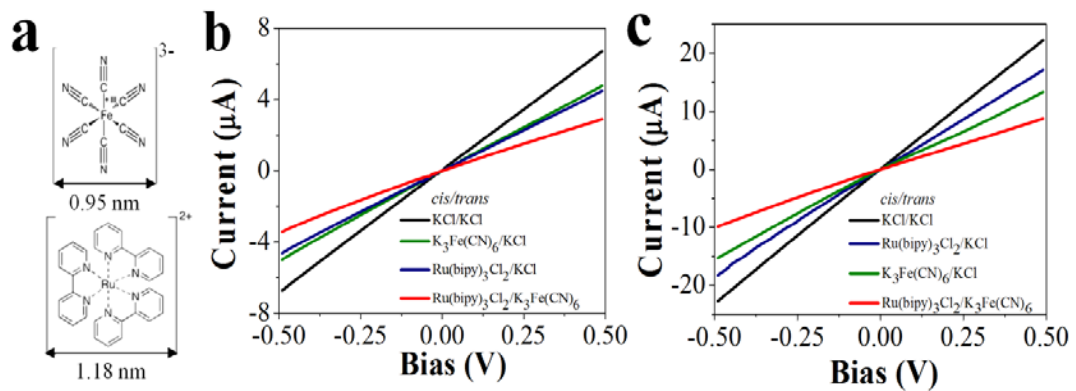 a
3-
N N N N N N
C C C C C C
+III
Fe
0.95 nm
2+
N N N N N N
Ru
1.18 nm
b
Current (μA)
8
4
0
-4
-8
cis/trans
KCl/KCl
K3Fe(CN)6/KCl
Ru(bipy)3Cl2/KCl
Ru(bipy)3Cl2/K3Fe(CN)6
-0.50 -0.25 0.00 0.25 0.50
Bias (V)
c
Current (μA)
20
10
0
-10
-20
cis/trans
KCl/KCl
Ru(bipy)3Cl2/KCl
K3Fe(CN)6/KCl
Ru(bipy)3Cl2/K3Fe(CN)6
-0.50 -0.25 0.00 0.25 0.50
Bias (V)